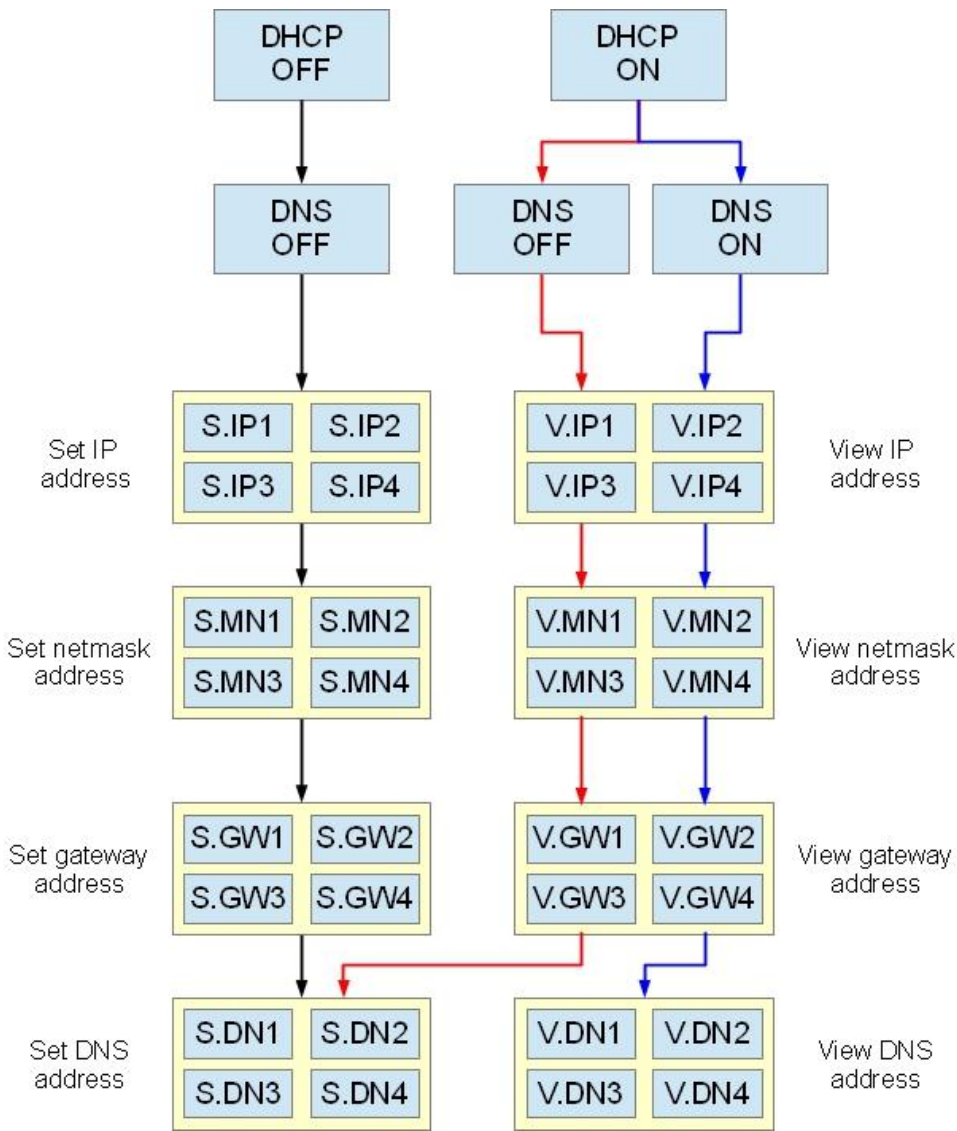 DHCP
OFF
DHCP
ON
DNS
OFF
DNS
OFF
DNS
ON
Set IP
address
S.IP1 S.IP2
S.IP3 S.IP4
V.IP1 V.IP2
V.IP3 V.IP4
View IP
address
Set netmask
address
S.MN1 S.MN2
S.MN3 S.MN4
V.MN1 V.MN2
V.MN3 V.MN4
View netmask
address
Set gateway
address
S.GW1 S.GW2
S.GW3 S.GW4
V.GW1 V.GW2
V.GW3 V.GW4
View gateway
address
Set DNS
address
S.DN1 S.DN2
S.DN3 S.DN4
V.DN1 V.DN2
V.DN3 V.DN4
View DNS
address